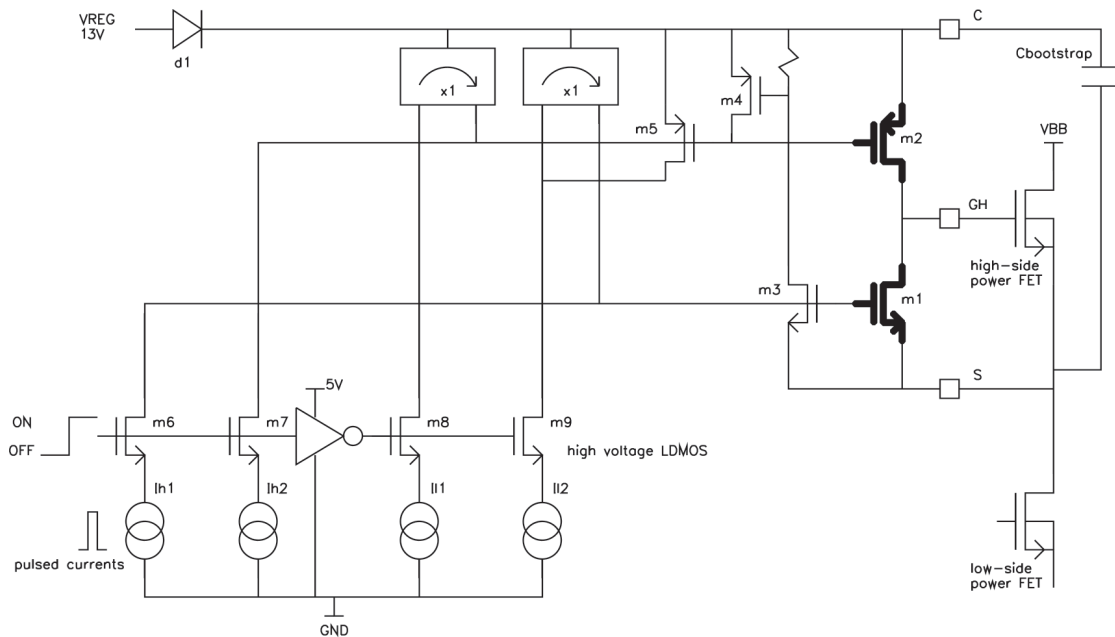 VREG
13V
d1
C
Cbootstrap
x1
x1
m4
m5
m2
VBB
GH
high-side
power FET
m3
m1
S
5V
ON
OFF
m6
m7
m8
m9
high voltage LDMOS
Ih1
Ih2
Il1
Il2
pulsed currents
low-side
power FET
GND